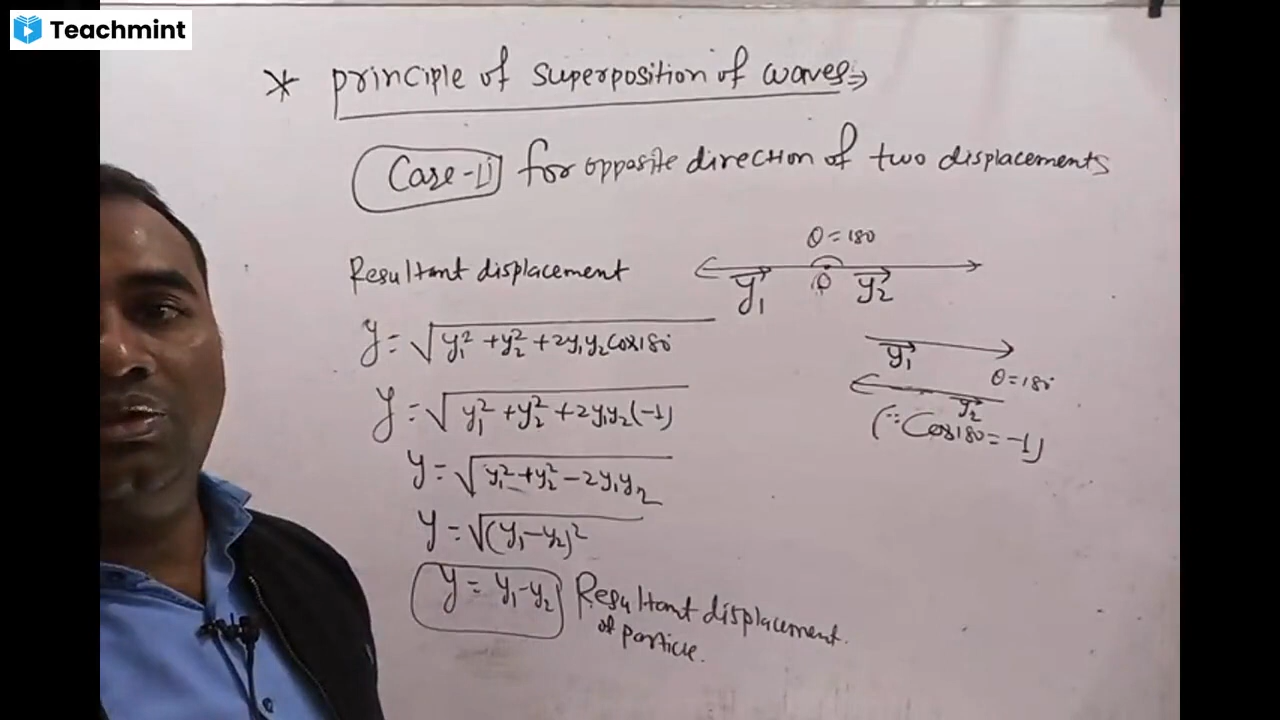 Teachmint
* principle of superposition of waves⇒
Case-II for opposite direction of two displacements
θ=180
Resultant displacement
y₁ O y₂
y=√y₁²+y₂²+2y₁y₂cos180°
y₁
θ=180°
y₂
y=√y₁²+y₂²+2y₁y₂(-1)
(∵Cos180=-1)
y=√y₁²+y₂²-2y₁y₂
y=√(y₁-y₂)²
y=y₁-y₂ Resultant displacement.
of particle.